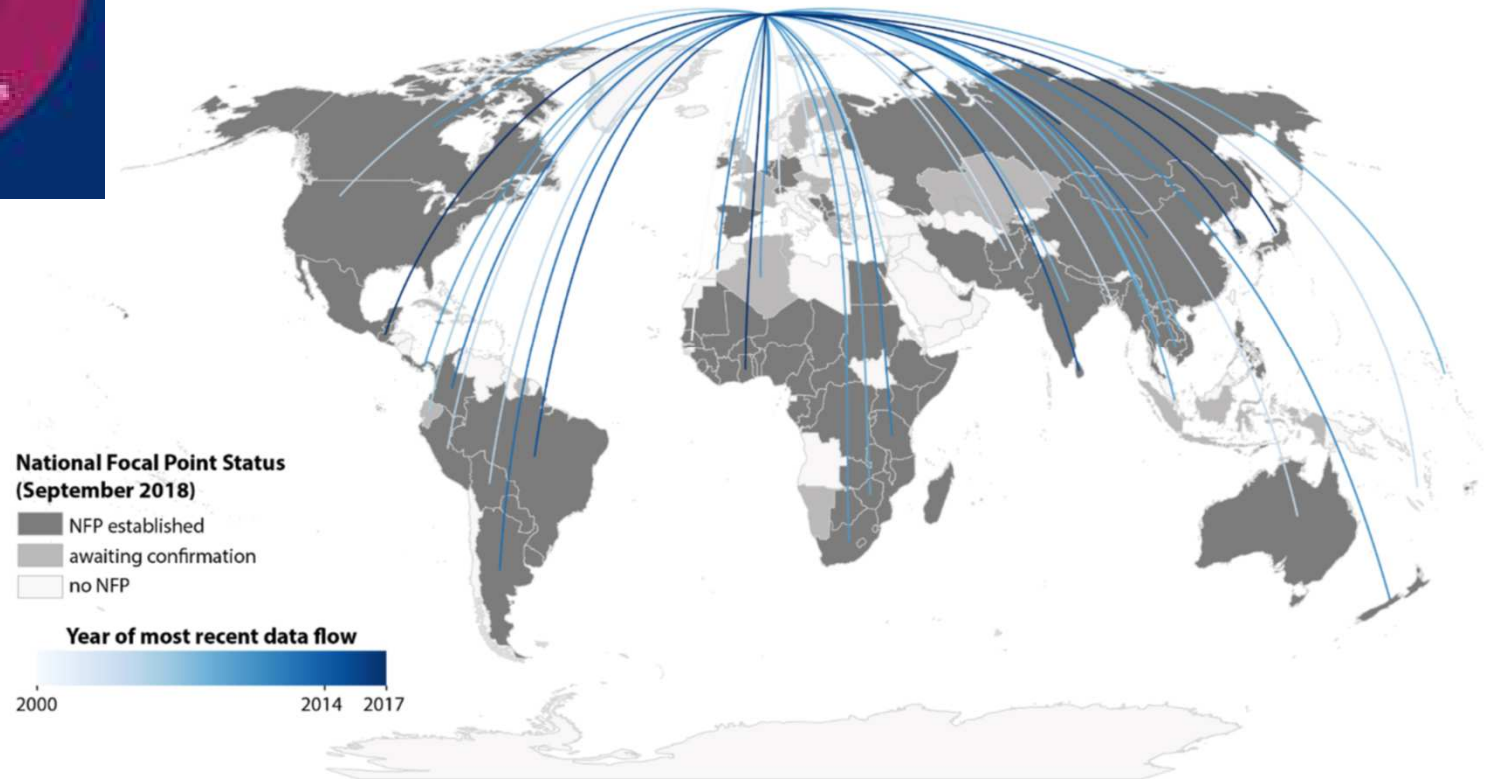 National Focal Point Status
(September 2018)
NFP established
awaiting confirmation
no NFP
Year of most recent data flow
2000
2014
2017